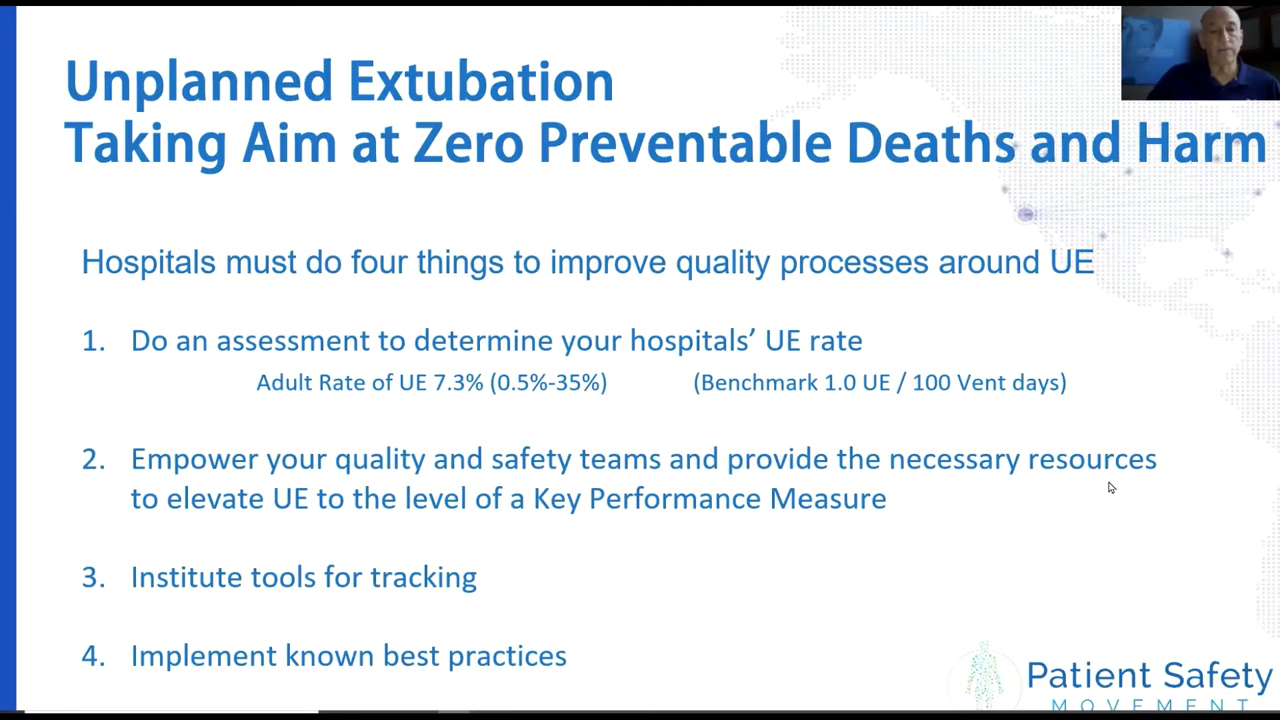 Unplanned Extubation
Taking Aim at Zero Preventable Deaths and Harm
Hospitals must do four things to improve quality processes around UE
1. Do an assessment to determine your hospitals’ UE rate
Adult Rate of UE 7.3% (0.5%-35%) (Benchmark 1.0 UE / 100 Vent days)
2. Empower your quality and safety teams and provide the necessary resources
to elevate UE to the level of a Key Performance Measure
3. Institute tools for tracking
4. Implement known best practices
Patient Safety
MOVEMENT